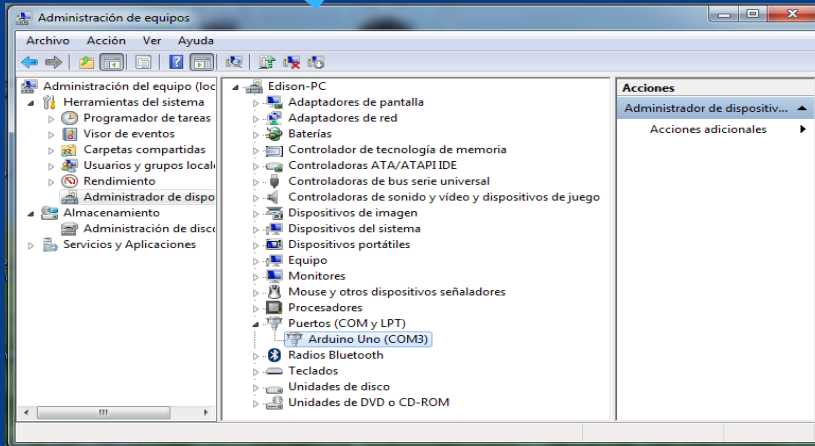 Administración de equipos
Archivo Acción Ver Ayuda
Administración del equipo (loc
Herramientas del sistema
Programador de tareas
Visor de eventos
Carpetas compartidas
Usuarios y grupos locale
Rendimiento
Administrador de dispo
Almacenamiento
Administración de disco
Servicios y Aplicaciones
Edison-PC
Adaptadores de pantalla
Adaptadores de red
Baterías
Controlador de tecnología de memoria
Controladoras ATA/ATAPI IDE
Controladoras de bus serie universal
Controladoras de sonido y vídeo y dispositivos de juego
Dispositivos de imagen
Dispositivos del sistema
Dispositivos portátiles
Equipo
Monitores
Mouse y otros dispositivos señaladores
Procesadores
Puertos (COM y LPT)
Arduino Uno (COM3)
Radios Bluetooth
Teclados
Unidades de disco
Unidades de DVD o CD-ROM
Acciones
Administrador de dispositiv...
Acciones adicionales